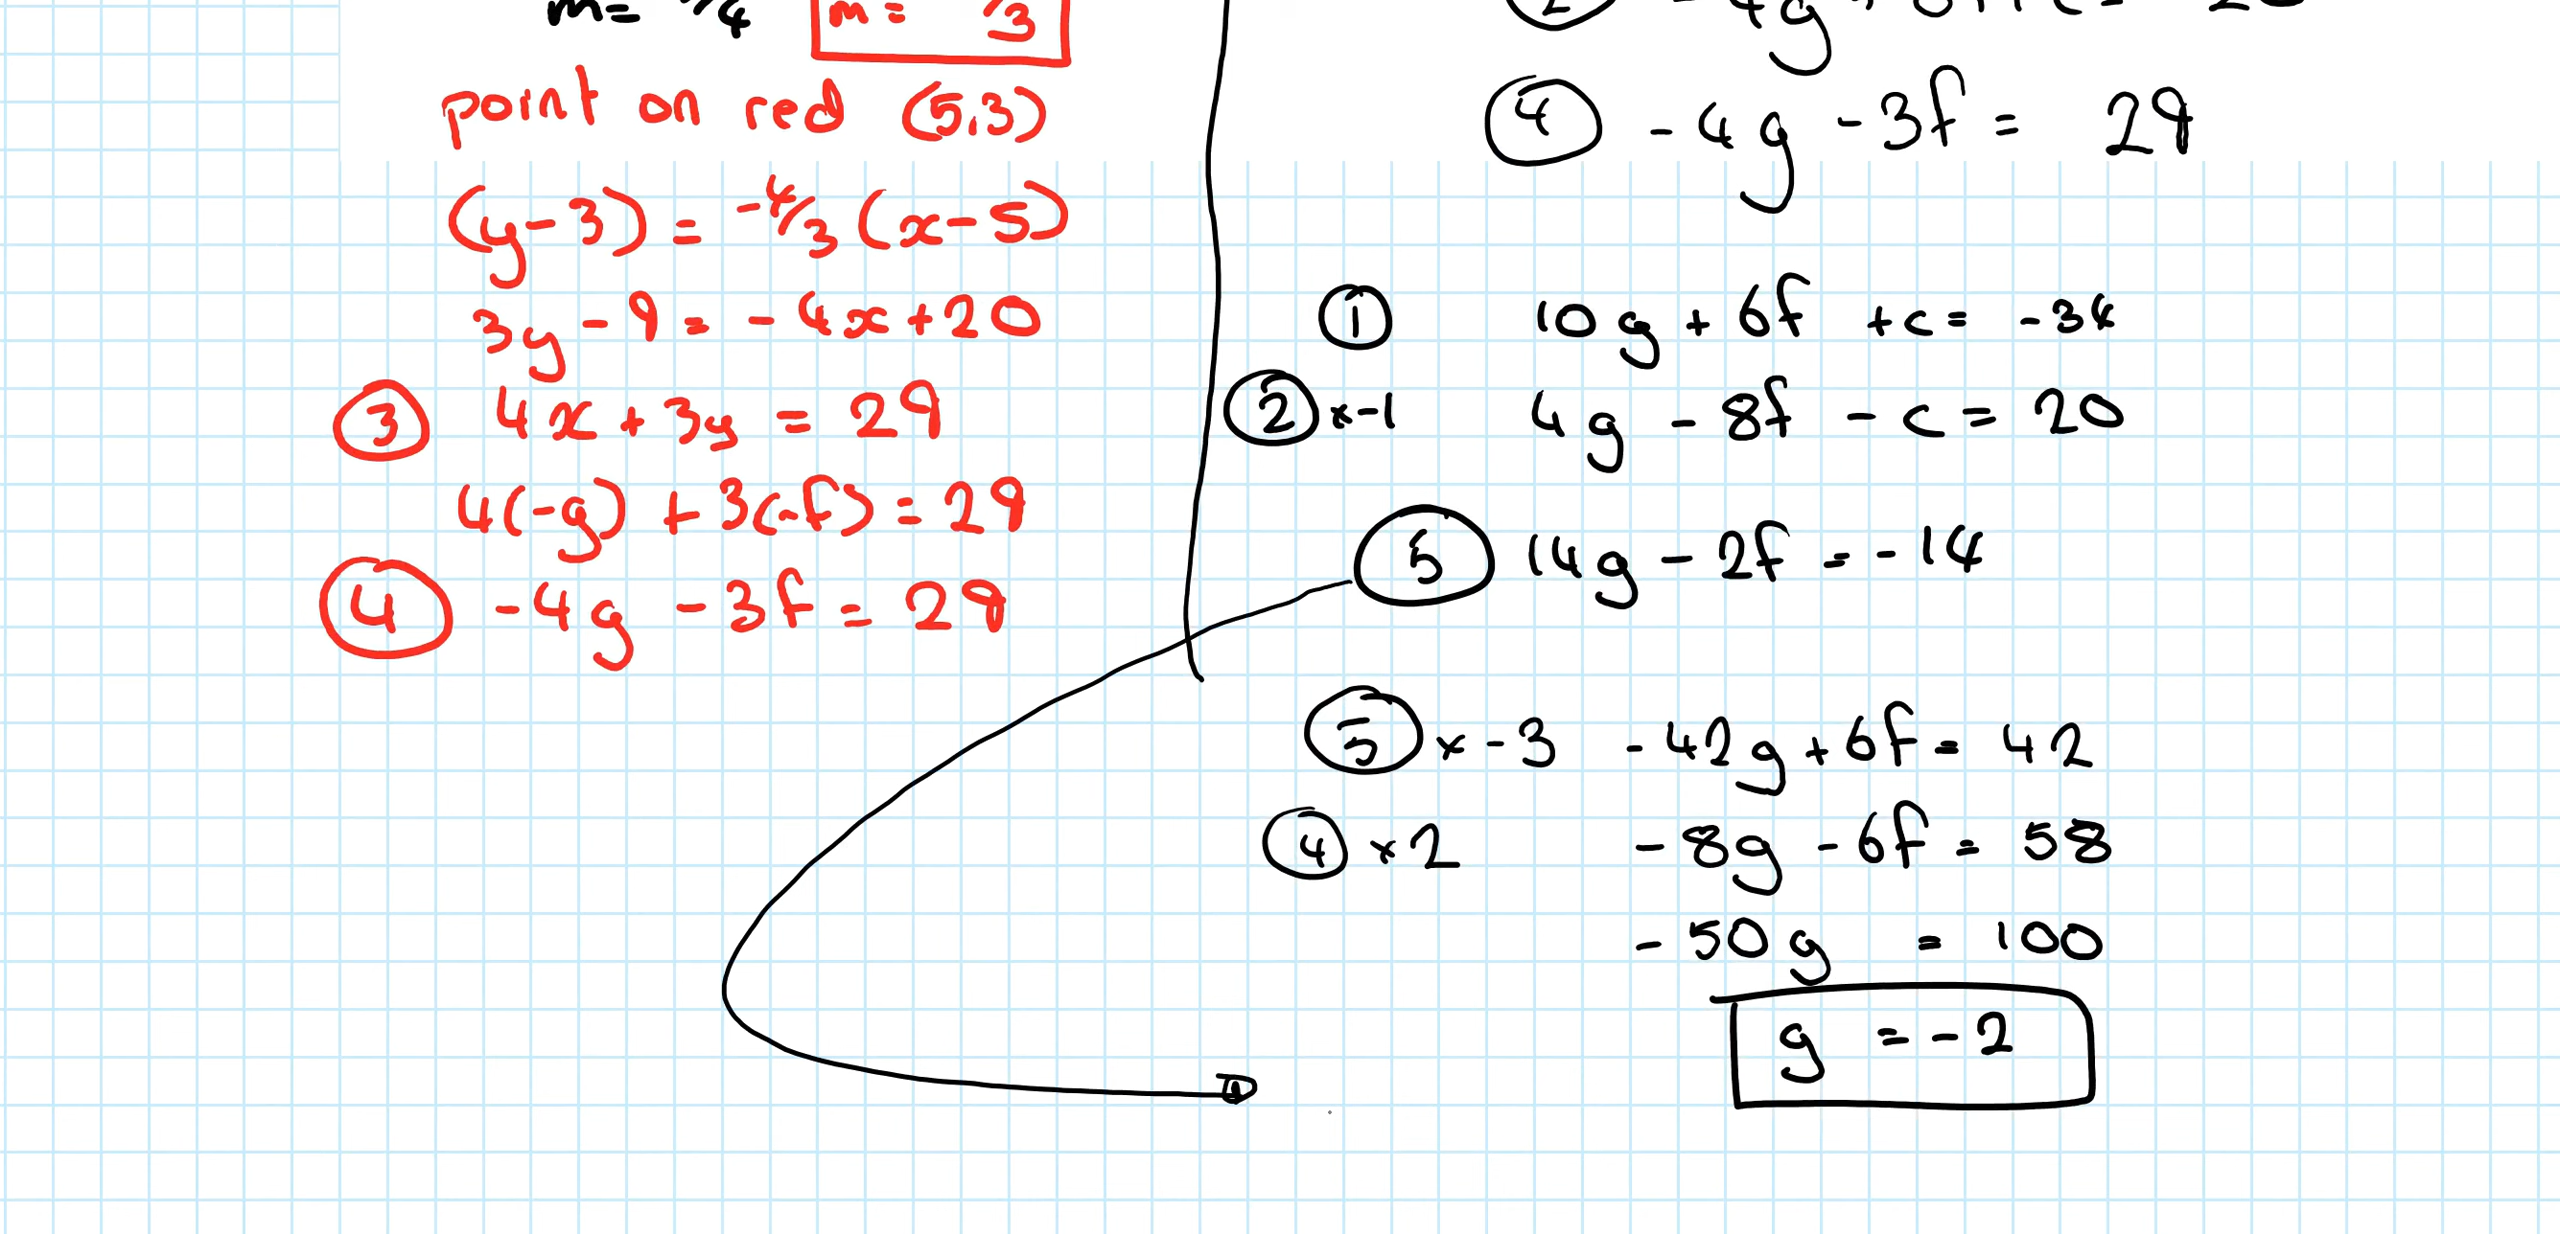 m=
m=
point on red (5,3)
(y-3) = -4/3 (x-5)
3y - 9 = -4x + 20
③ 4x + 3y = 29
4(-g) + 3(-f) = 29
④ -4g - 3f = 29
④ -4g - 3f = 29
① 10g + 6f + c = -34
② x-1 4g - 8f - c = 20
⑤ 14g - 2f = -14
⑤ x -3 -42g + 6f = 42
④ x 2 -8g - 6f = 58
-50g = 100
g = -2